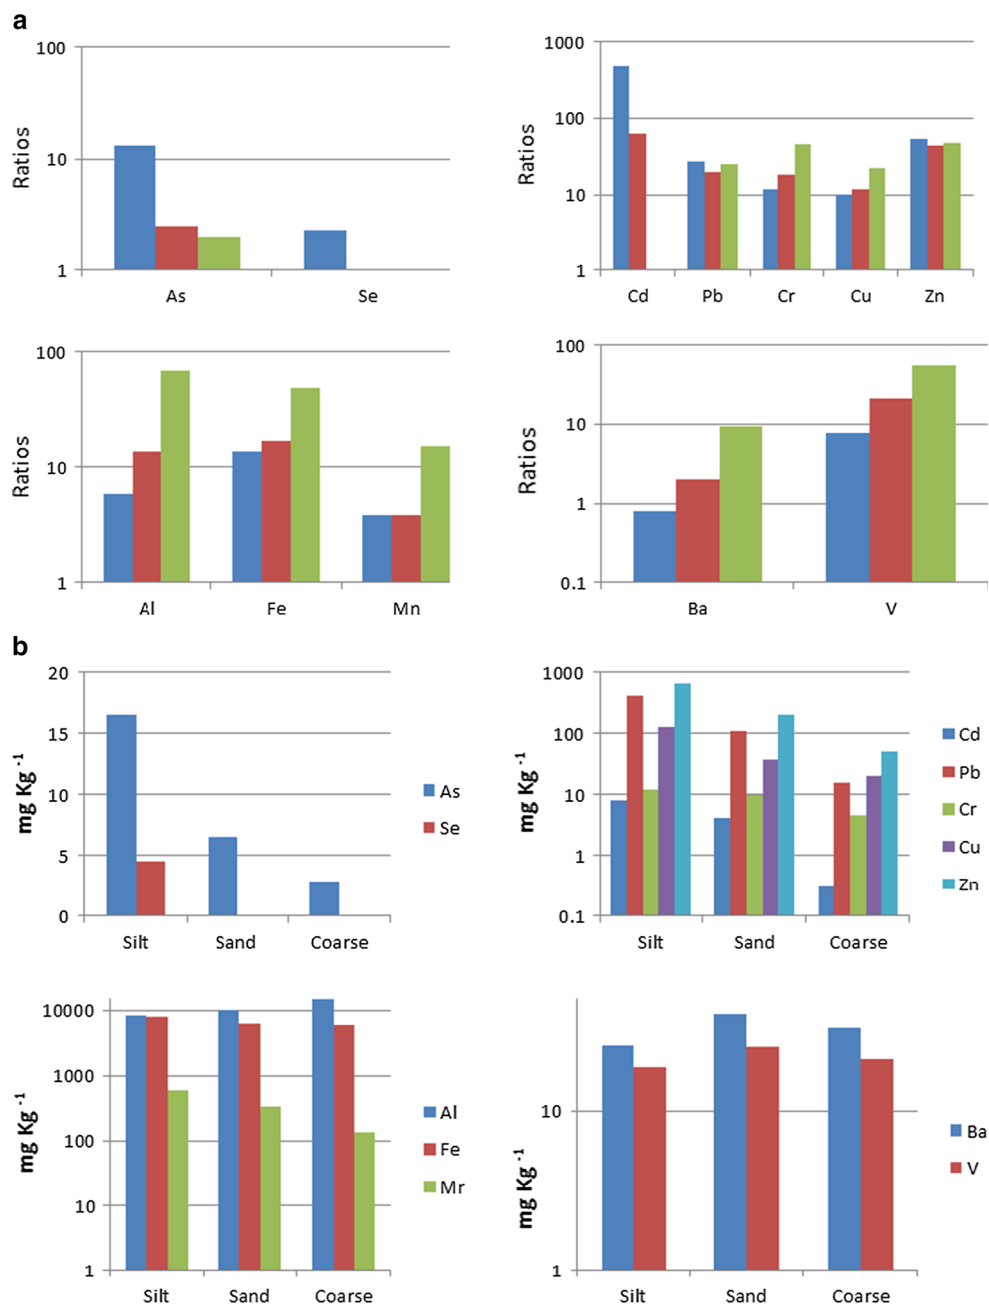 a
100
10
1
Ratios
As Se
1000
100
10
1
Ratios
Cd Pb Cr Cu Zn
100
10
1
Ratios
Al Fe Mn
100
10
1
0.1
Ratios
Ba V
b
20
15
10
5
0
mg Kg -1
Silt Sand Coarse
As
Se
1000
100
10
1
0.1
mg Kg -1
Silt Sand Coarse
Cd
Pb
Cr
Cu
Zn
10000
1000
100
10
1
mg Kg -1
Silt Sand Coarse
Al
Fe
Mr
10
1
mg Kg -1
Silt Sand Coarse
Ba
V